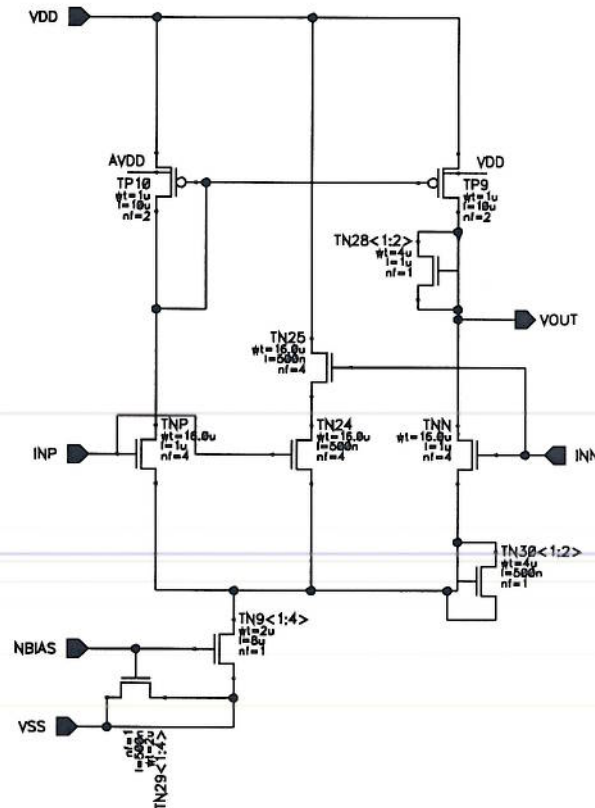 VDD
AVDD
TP10
wt=1u
l=10u
nf=2
VDD
TP9
wt=1u
l=10u
nf=2
TN28<1:2>
wt=4u
l=1u
nf=1
VOUT
TN25
wt=16.0u
l=500n
nf=4
INP
TNP
wt=16.0u
l=1u
nf=4
TN24
wt=16.0u
l=500n
nf=4
TNN
wt=16.0u
l=1u
nf=4
INN
TN30<1:2>
wt=4u
l=500n
nf=1
TN9<1:4>
wt=2u
l=8u
nf=1
NBIAS
VSS
nf=1
l=500n
wt=2u
TN29<1:4>